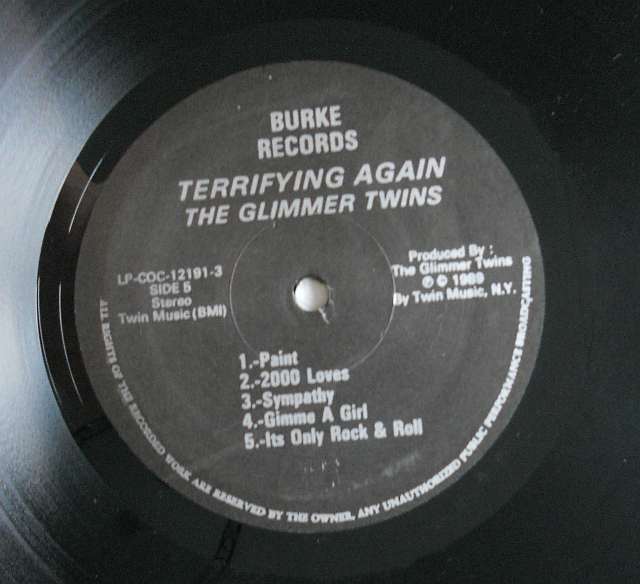 BURKE
RECORDS
TERRIFYING AGAIN
THE GLIMMER TWINS
LP-COC-12191-3
SIDE 5
Stereo
Twin Music (BMI)
Produced By :
The Glimmer Twins
℗ © 1989
By Twin Music, N.Y.
1.-Paint
2.-2000 Loves
3.-Sympathy
4.-Gimme A Girl
5.-Its Only Rock & Roll
ALL RIGHTS OF THE RECORDED WORK ARE RESERVED BY THE OWNER. ANY UNAUTHORIZED PUBLIC PERFORMANCE